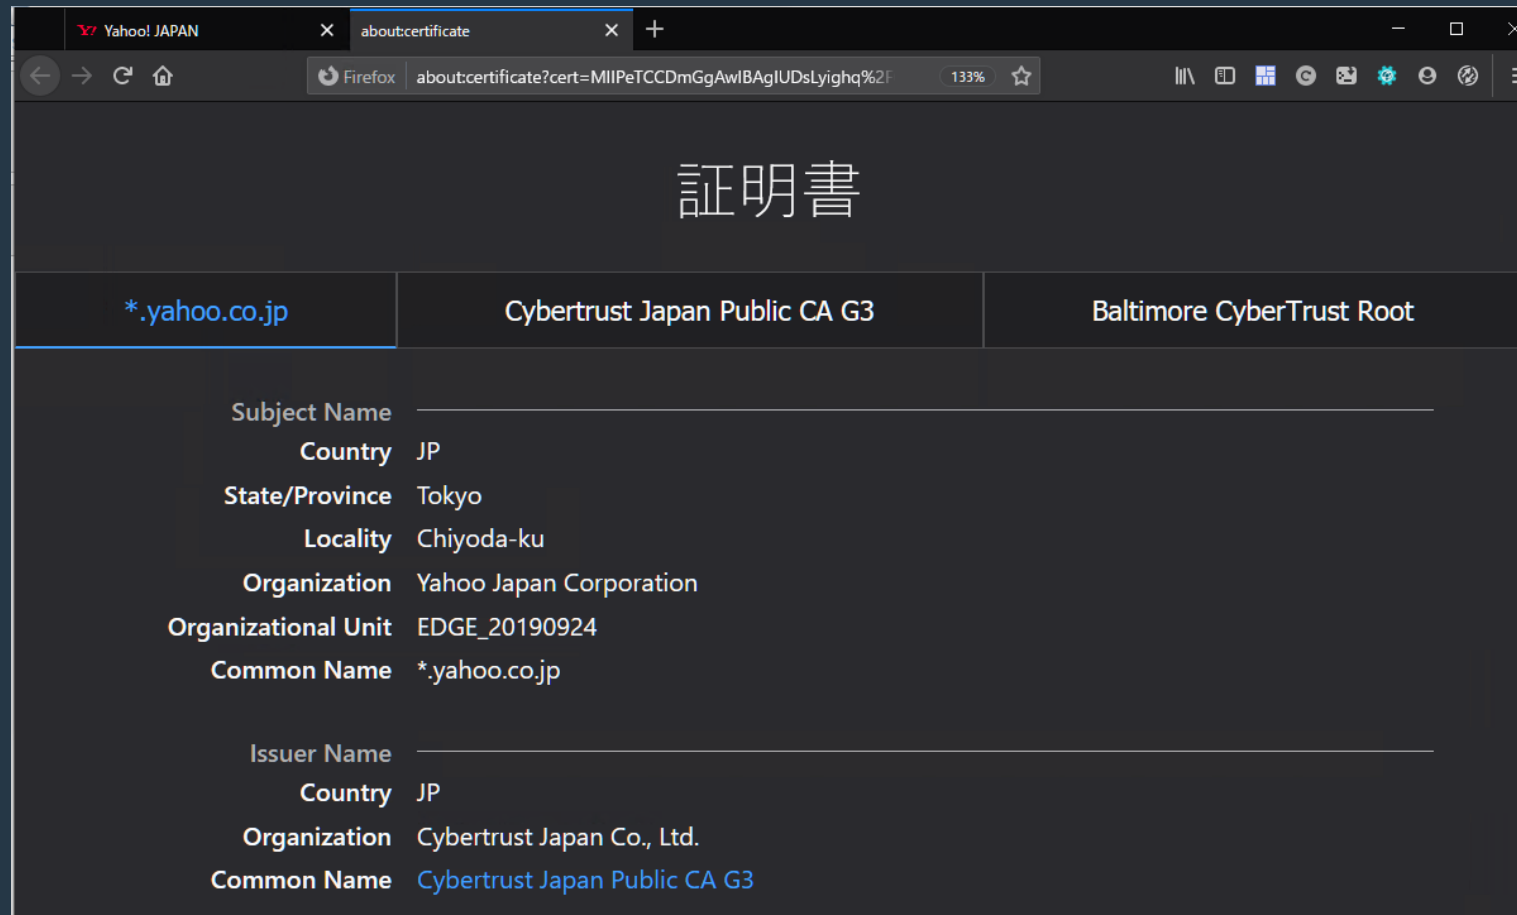 Yahoo! JAPAN
about:certificate
Firefox about:certificate?cert=MIIPeTCCDmGgAwIBAgIUDsLyighq%2F 133%
証明書
*.yahoo.co.jp Cybertrust Japan Public CA G3 Baltimore CyberTrust Root
Subject Name
Country JP
State/Province Tokyo
Locality Chiyoda-ku
Organization Yahoo Japan Corporation
Organizational Unit EDGE_20190924
Common Name *.yahoo.co.jp
Issuer Name
Country JP
Organization Cybertrust Japan Co., Ltd.
Common Name Cybertrust Japan Public CA G3